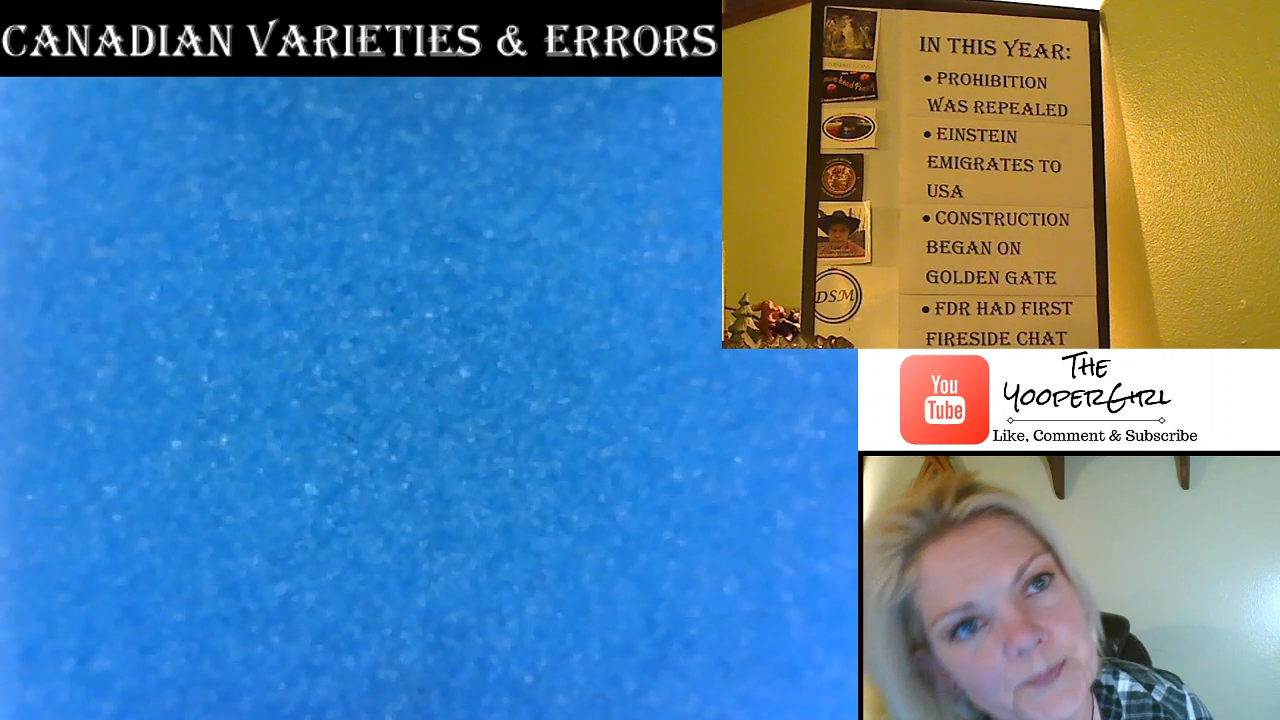 CANADIAN VARIETIES & ERRORS
IN THIS YEAR:
• PROHIBITION
WAS REPEALED
• EINSTEIN
EMIGRATES TO
USA
• CONSTRUCTION
BEGAN ON
GOLDEN GATE
• FDR HAD FIRST
FIRESIDE CHAT
DSM
You
Tube
THE
YOOPERGIRL
Like, Comment & Subscribe